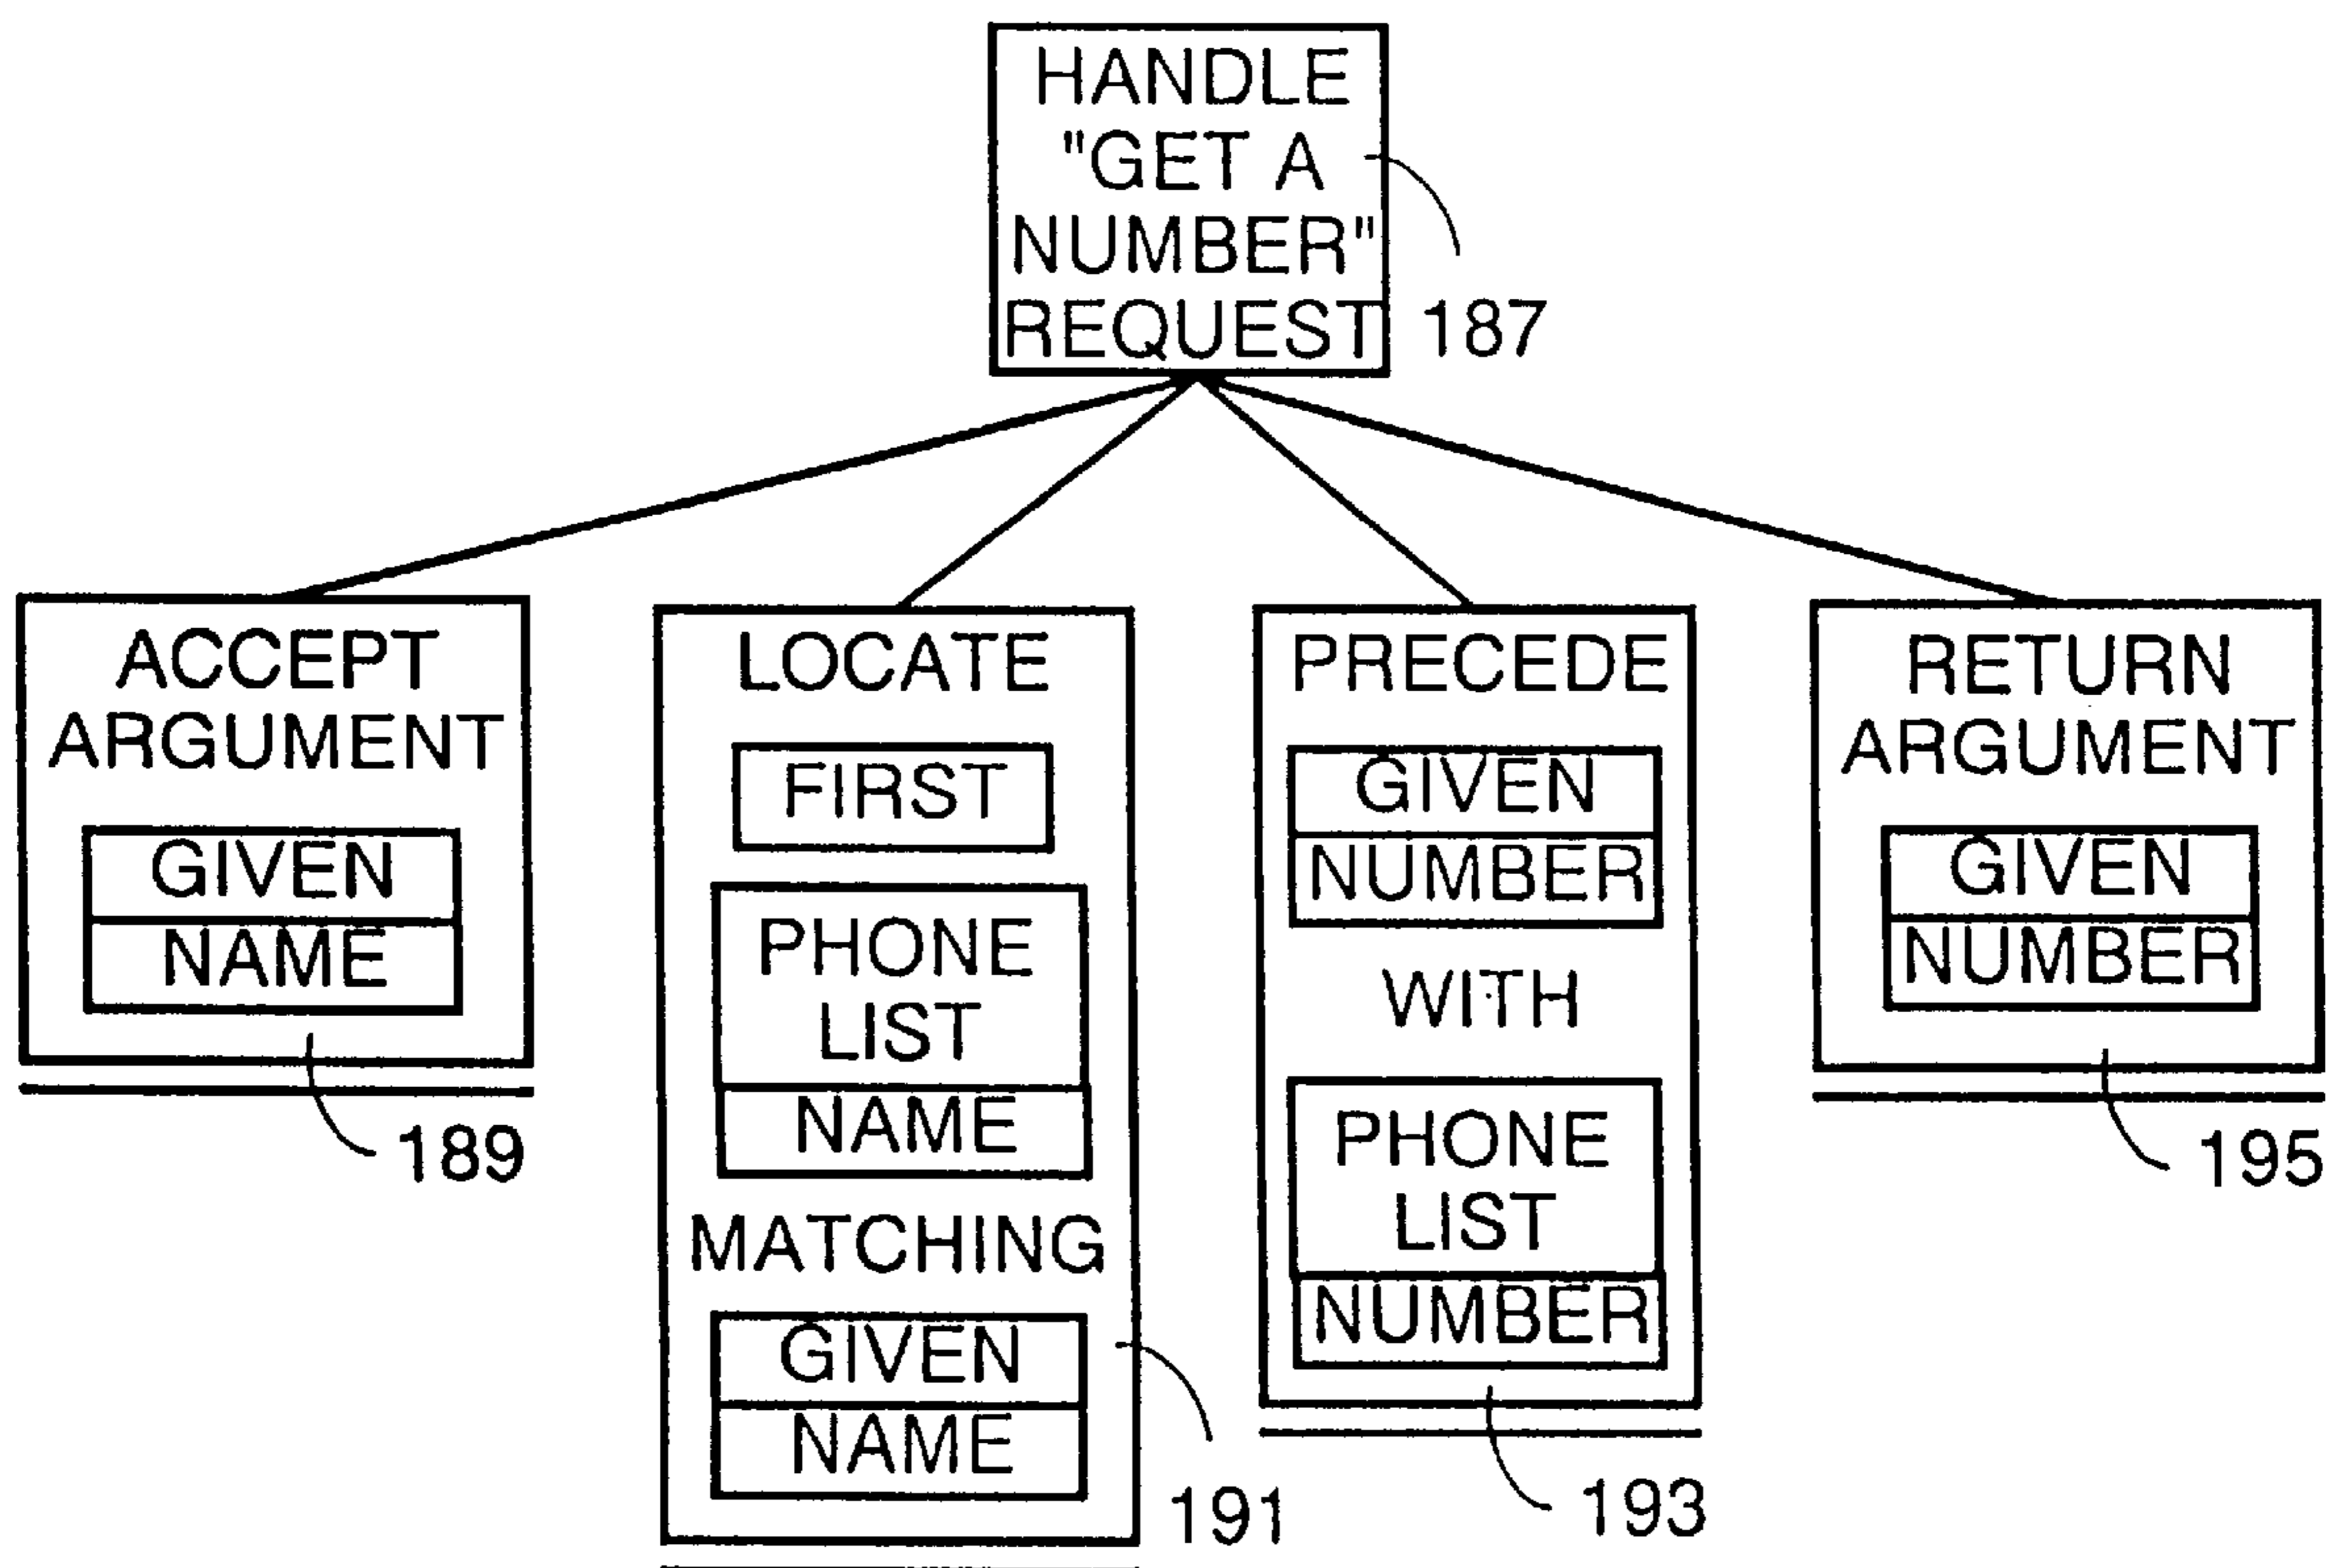 HANDLE
"GET A
NUMBER"
REQUEST
187
ACCEPT
ARGUMENT
GIVEN
NAME
189
LOCATE
FIRST
PHONE
LIST
NAME
MATCHING
GIVEN
NAME
191
PRECEDE
GIVEN
NUMBER
WITH
PHONE
LIST
NUMBER
193
RETURN
ARGUMENT
GIVEN
NUMBER
195